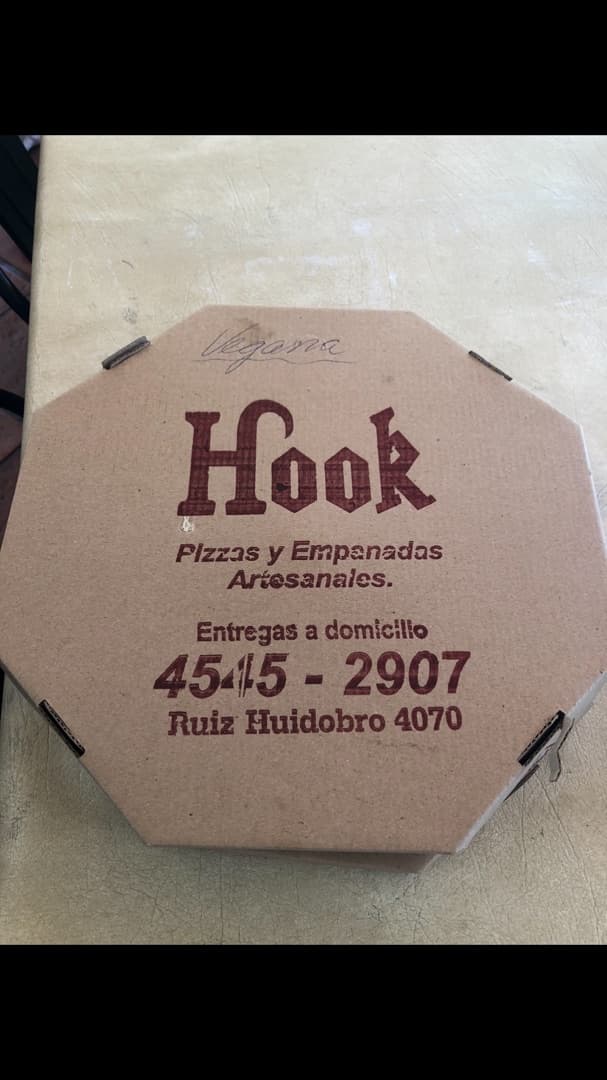 Vegana
Hook
Pizzas y Empanadas
Artesanales.
Entregas a domicilio
4545 - 2907
Ruiz Huidobro 4070